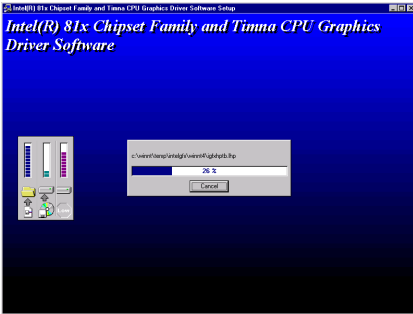 Intel(R) 81x Chipset Family and Timna CPU Graphics Driver Software Setup
Intel(R) 81x Chipset Family and Timna CPU Graphics
Driver Software
c:\winnt\temp\intelgfx\winnt4\igfxhptb.lhp
26 %
Cancel